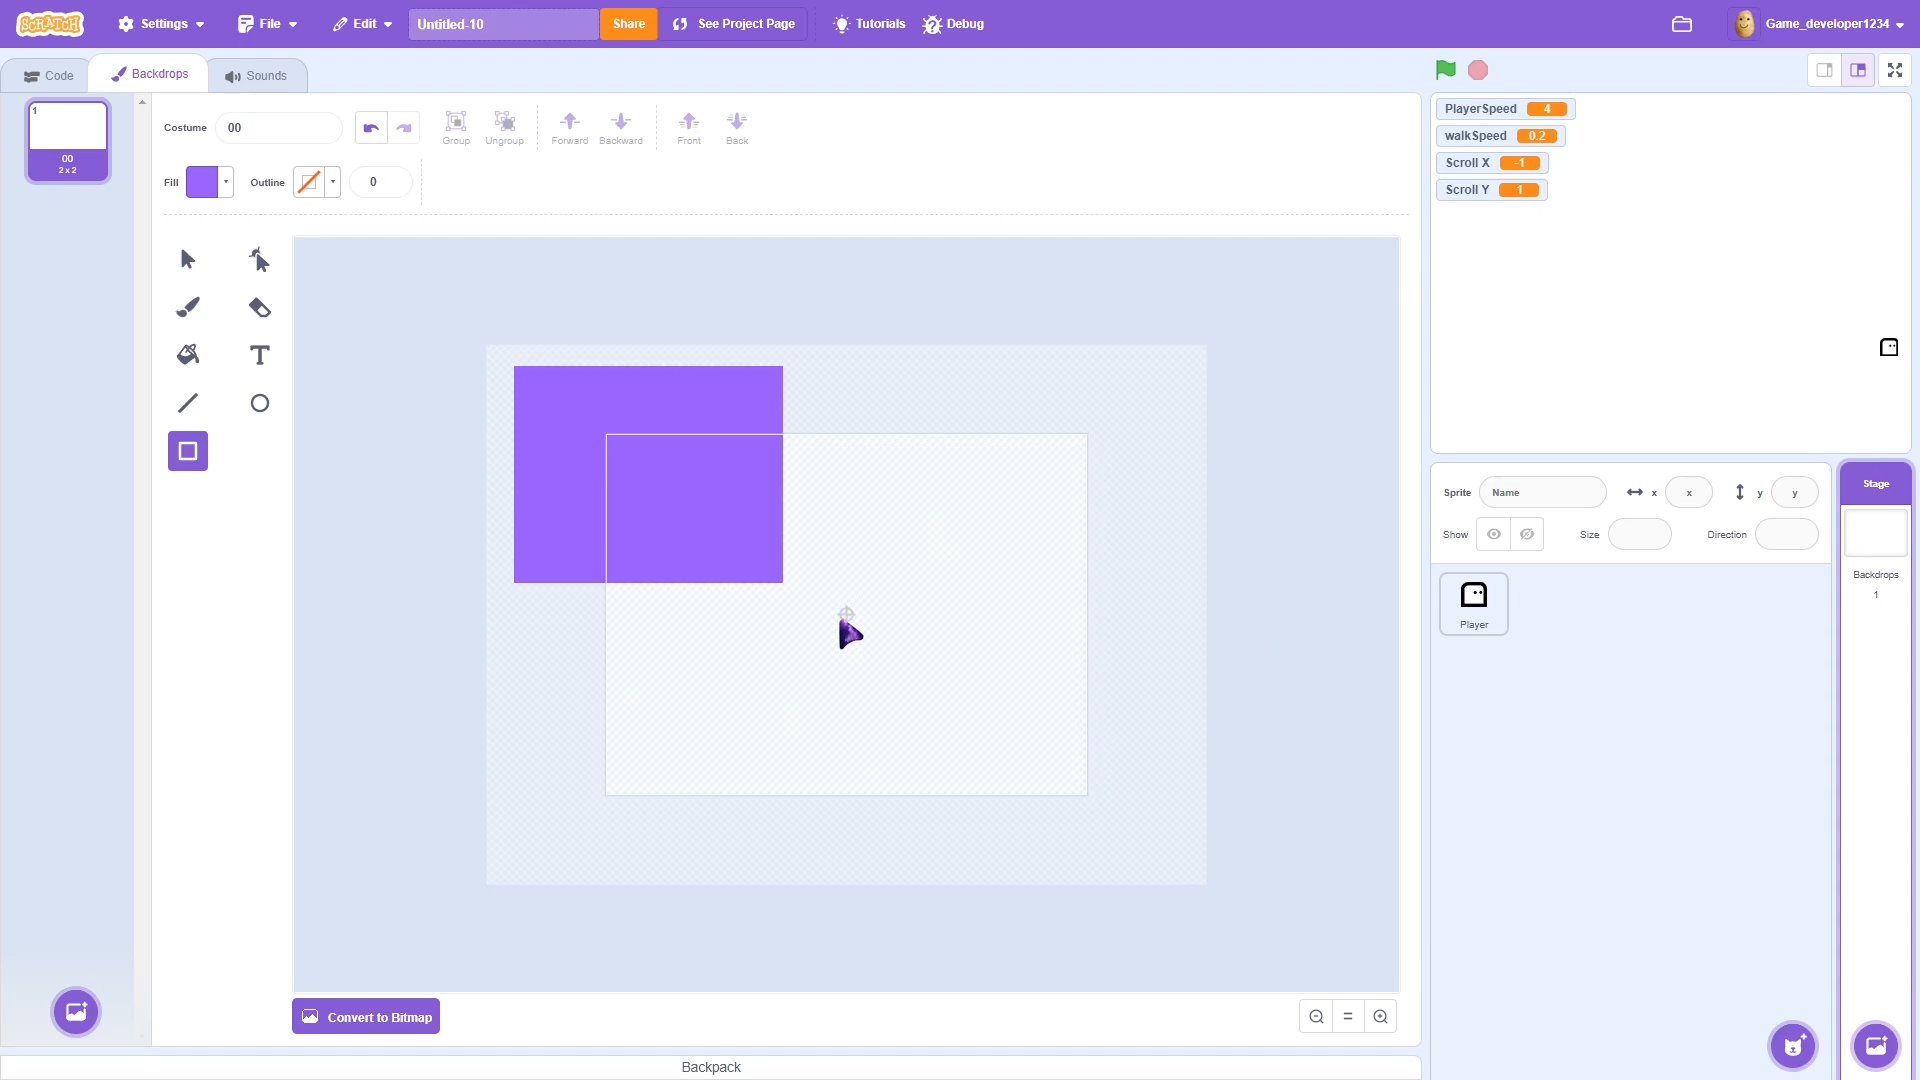 SCRATCH Settings File Edit Untitled-10 Share See Project Page Tutorials Debug Game_developer1234
Code Backdrops Sounds
1
00
2 x 2
Costume 00 Group Ungroup Forward Backward Front Back
Fill Outline 0
Convert to Bitmap
Backpack
PlayerSpeed 4
walkSpeed 0.2
Scroll X -1
Scroll Y 1
Sprite Name x x y y
Show Size Direction
Player
Stage
Backdrops
1